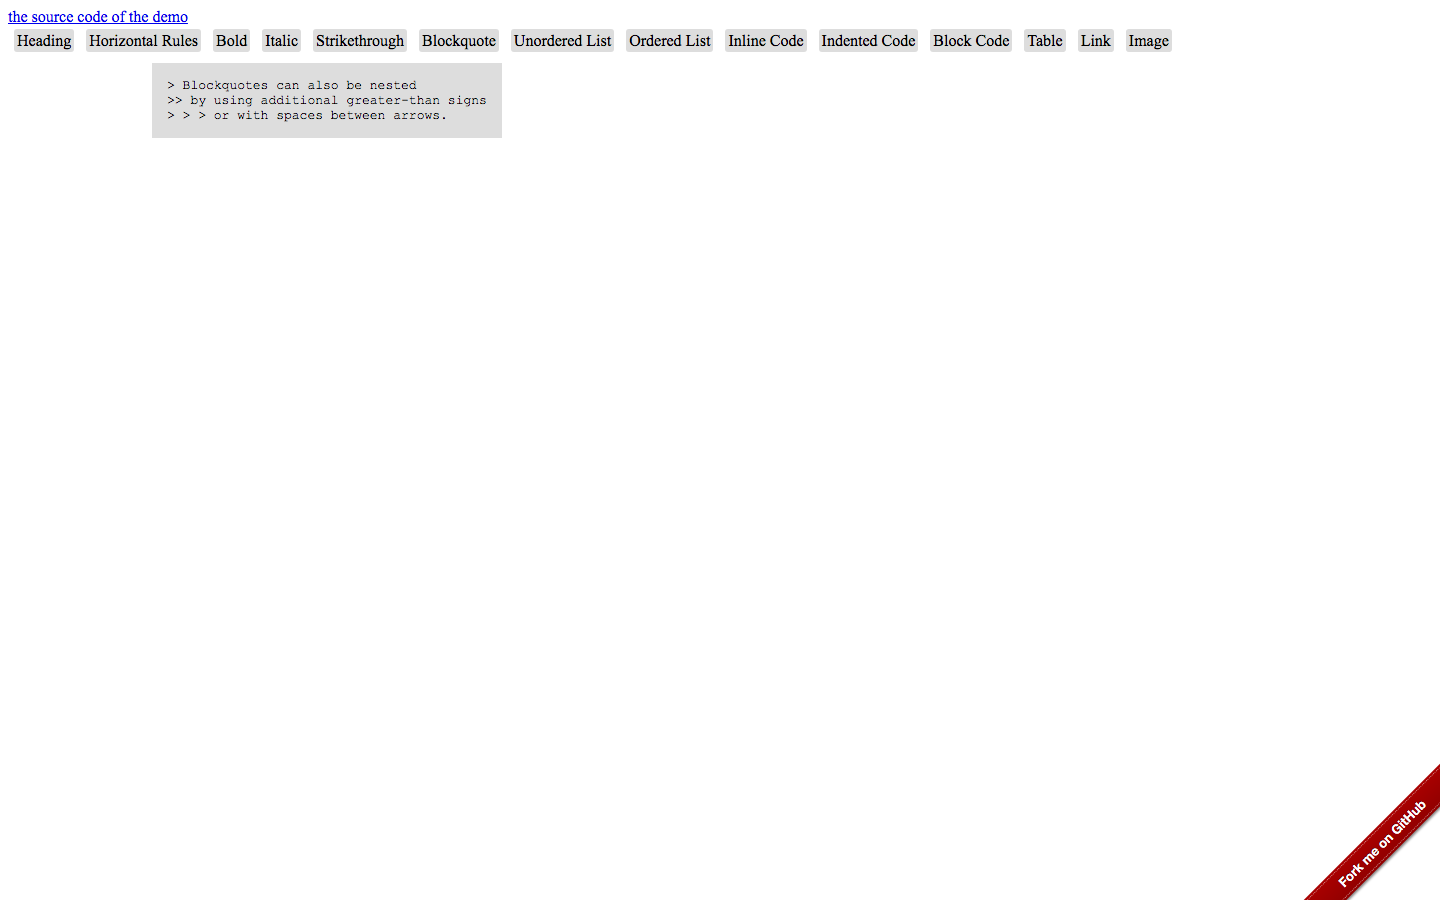 the source code of the demo
Heading Horizontal Rules Bold Italic Strikethrough Blockquote Unordered List Ordered List Inline Code Indented Code Block Code Table Link Image
> Blockquotes can also be nested
>> by using additional greater-than signs
> > > or with spaces between arrows.
Fork me on GitHub